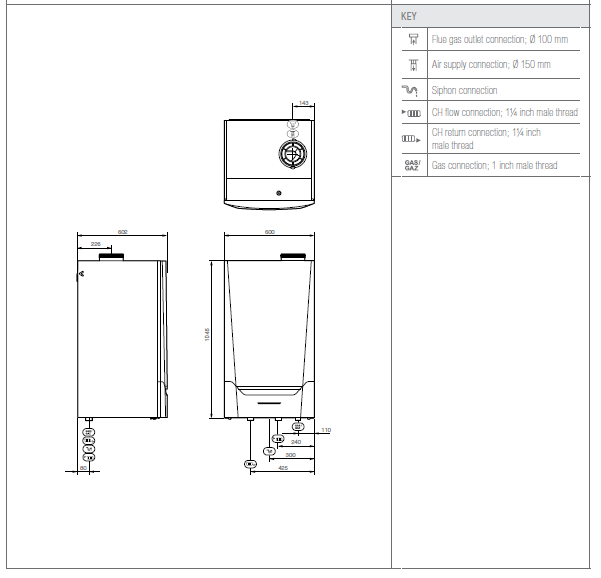 KEY
Flue gas outlet connection; Ø 100 mm
Air supply connection; Ø 150 mm
Siphon connection
CH flow connection; 1¼ inch male thread
CH return connection; 1¼ inch
male thread
GAS/
GAZ
Gas connection; 1 inch male thread
143
602
226
600
1045
110
240
300
80
425